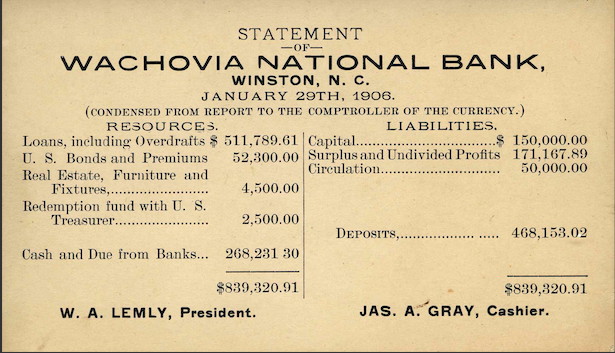 STATEMENT
—OF—
WACHOVIA NATIONAL BANK,
WINSTON, N. C.
JANUARY 29TH, 1906.
(CONDENSED FROM REPORT TO THE COMPTROLLER OF THE CURRENCY.)
RESOURCES.
Loans, including Overdrafts $ 511,789.61
U. S. Bonds and Premiums 52,300.00
Real Estate, Furniture and
Fixtures,...................... 4,500.00
Redemption fund with U. S.
Treasurer..................... 2,500.00
Cash and Due from Banks... 268,231 30
$839,320.91
W. A. LEMLY, President.
LIABILITIES.
Capital..............................$ 150,000.00
Surplus and Undivided Profits 171,167.89
Circulation......................... 50,000.00
DEPOSITS,................. ..... 468,153.02
$839,320.91
JAS. A. GRAY, Cashier.